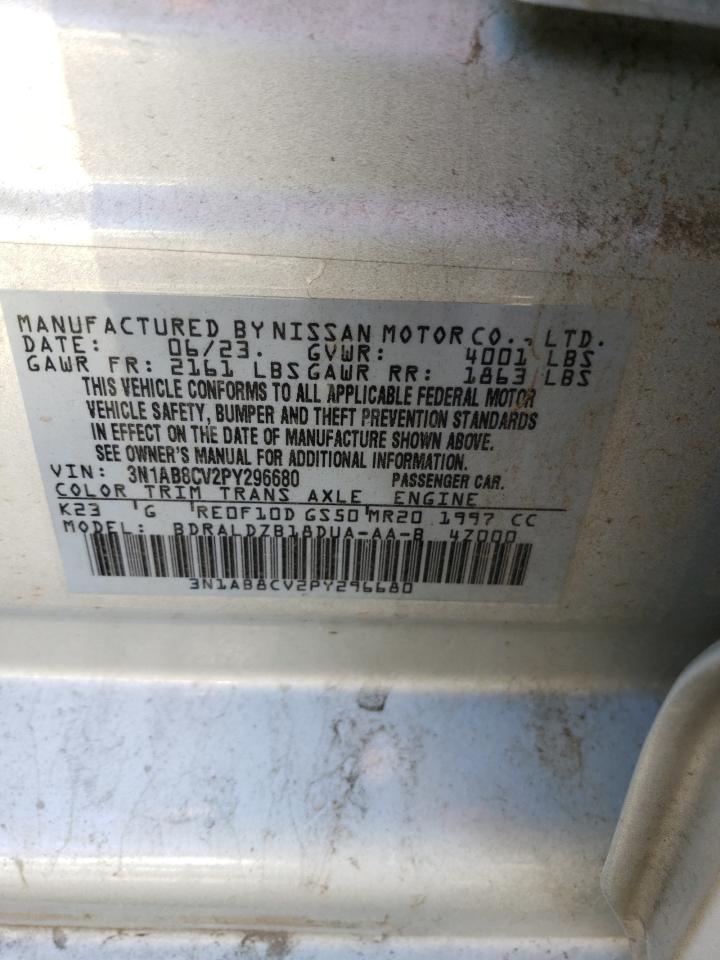 MANUFACTURED BY NISSAN MOTOR CO., LTD.
DATE: 06/23. GVWR: 4001 LBS
GAWR FR: 2161 LBS GAWR RR: 1863 LBS
THIS VEHICLE CONFORMS TO ALL APPLICABLE FEDERAL MOTOR
VEHICLE SAFETY, BUMPER AND THEFT PREVENTION STANDARDS
IN EFFECT ON THE DATE OF MANUFACTURE SHOWN ABOVE.
SEE OWNER'S MANUAL FOR ADDITIONAL INFORMATION.
VIN: 3N1AB8CV2PY296680 PASSENGER CAR.
COLOR TRIM TRANS AXLE ENGINE
K23 G RE0F10D GS50 MR20 1997 CC
MODEL: BDRALDZB18DUA-AA-B 4Z000
3N1AB8CV2PY296680